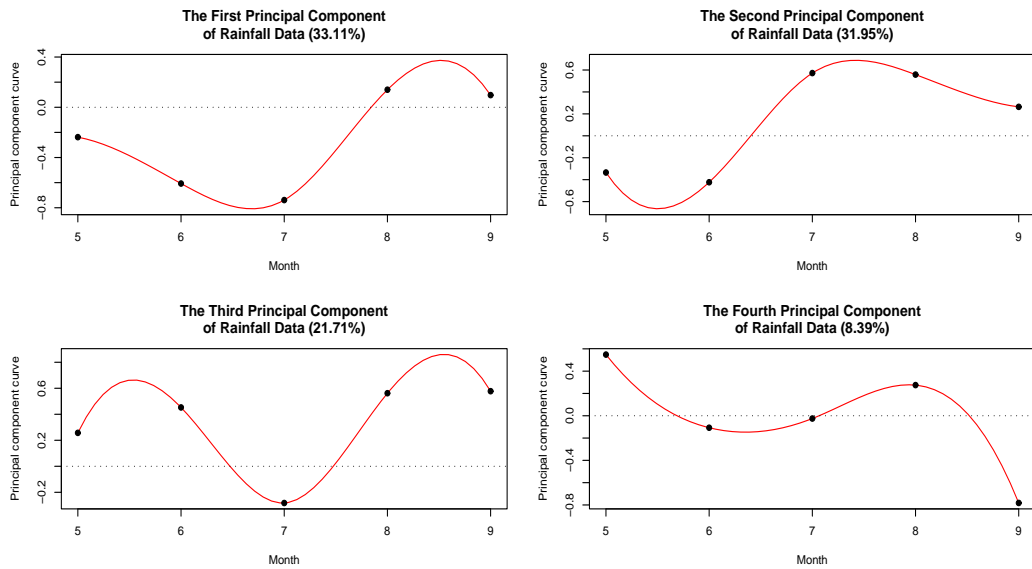 The First Principal Component
of Rainfall Data (33.11%)
Principal component curve
0.4
0.0
−0.4
−0.8
5 6 7 8 9
Month
The Second Principal Component
of Rainfall Data (31.95%)
Principal component curve
0.6
0.2
−0.2
−0.6
5 6 7 8 9
Month
The Third Principal Component
of Rainfall Data (21.71%)
Principal component curve
0.6
0.2
−0.2
5 6 7 8 9
Month
The Fourth Principal Component
of Rainfall Data (8.39%)
Principal component curve
0.4
0.0
−0.4
−0.8
5 6 7 8 9
Month